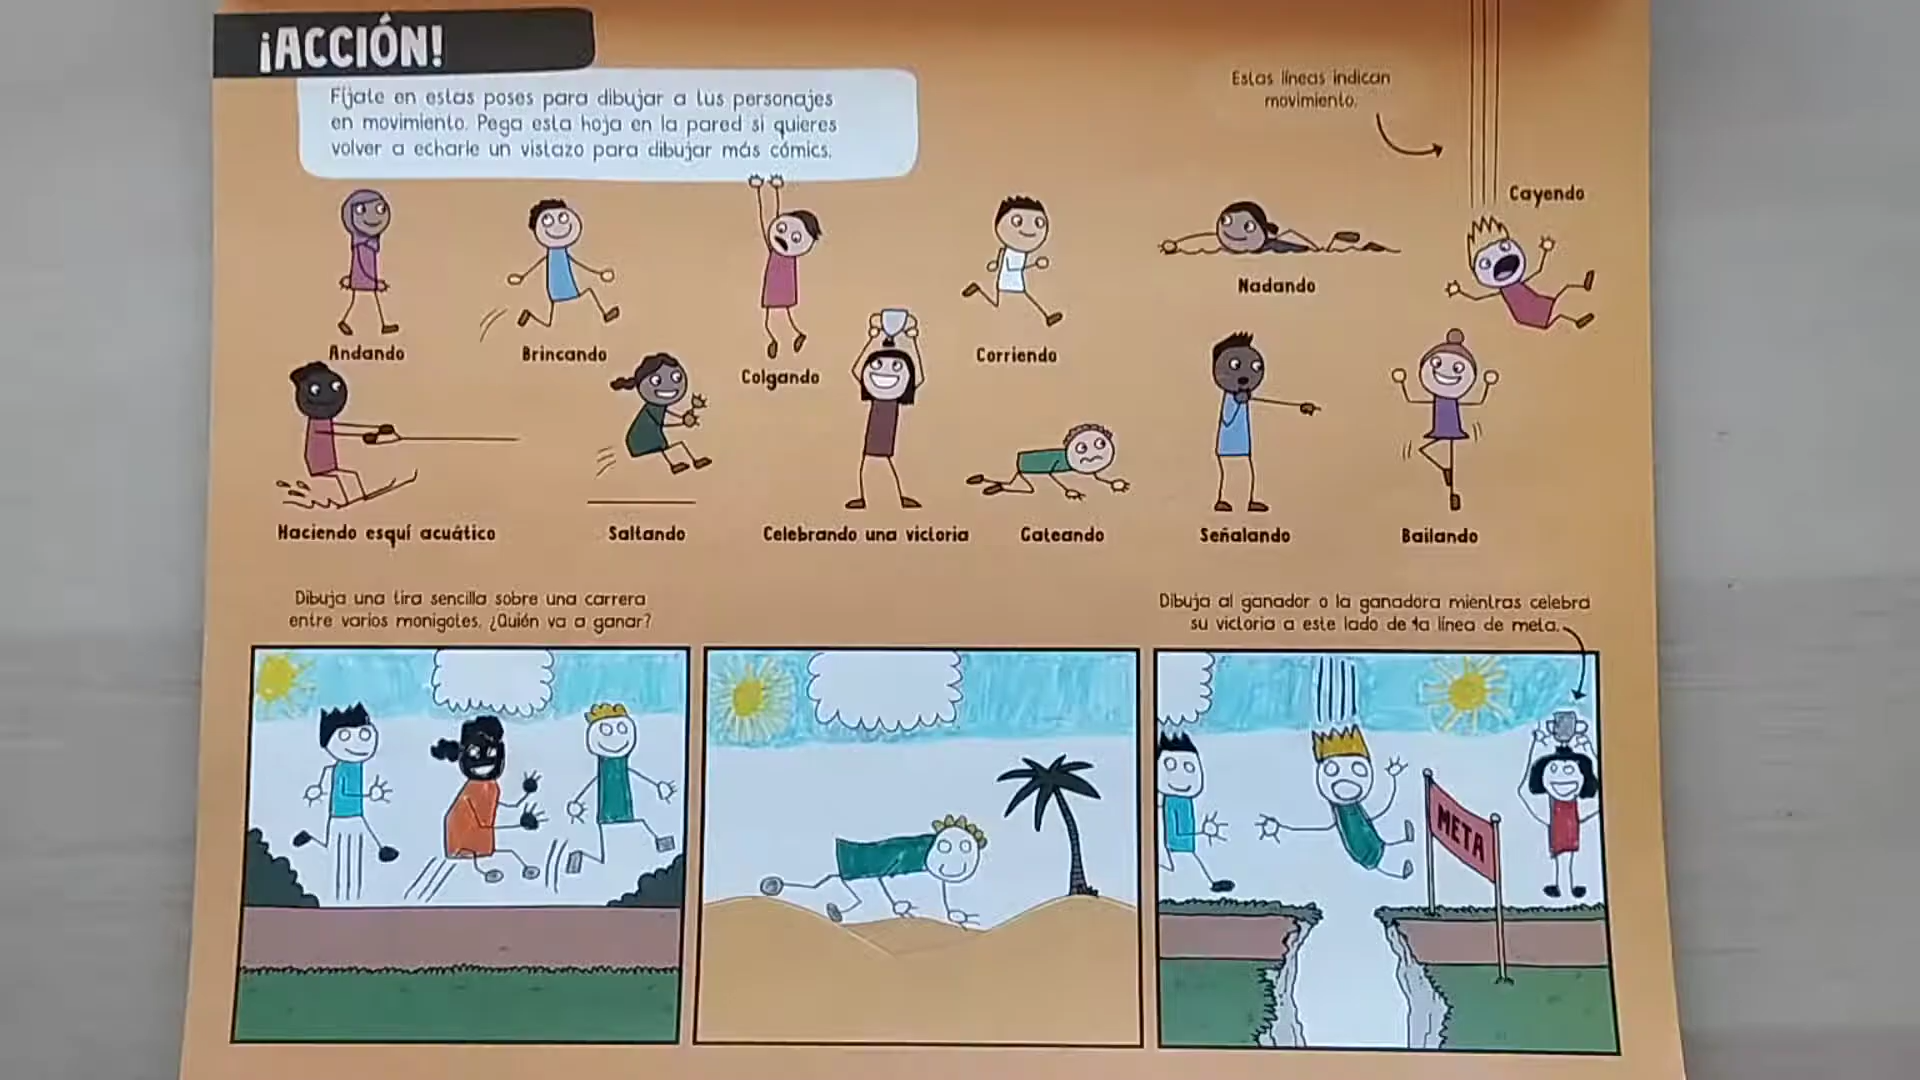 ¡ACCIÓN!
Fíjate en estas poses para dibujar a tus personajes
en movimiento. Pega esta hoja en la pared si quieres
volver a echarle un vistazo para dibujar más cómics.
Estas líneas indican
movimiento.
Cayendo
Nadando
Andando
Brincando
Colgando
Corriendo
Haciendo esquí acuático
Saltando
Celebrando una victoria
Gateando
Señalando
Bailando
Dibuja una tira sencilla sobre una carrera
entre varios monigotes. ¿Quién va a ganar?
Dibuja al ganador o la ganadora mientras celebra
su victoria a este lado de la línea de meta.
META